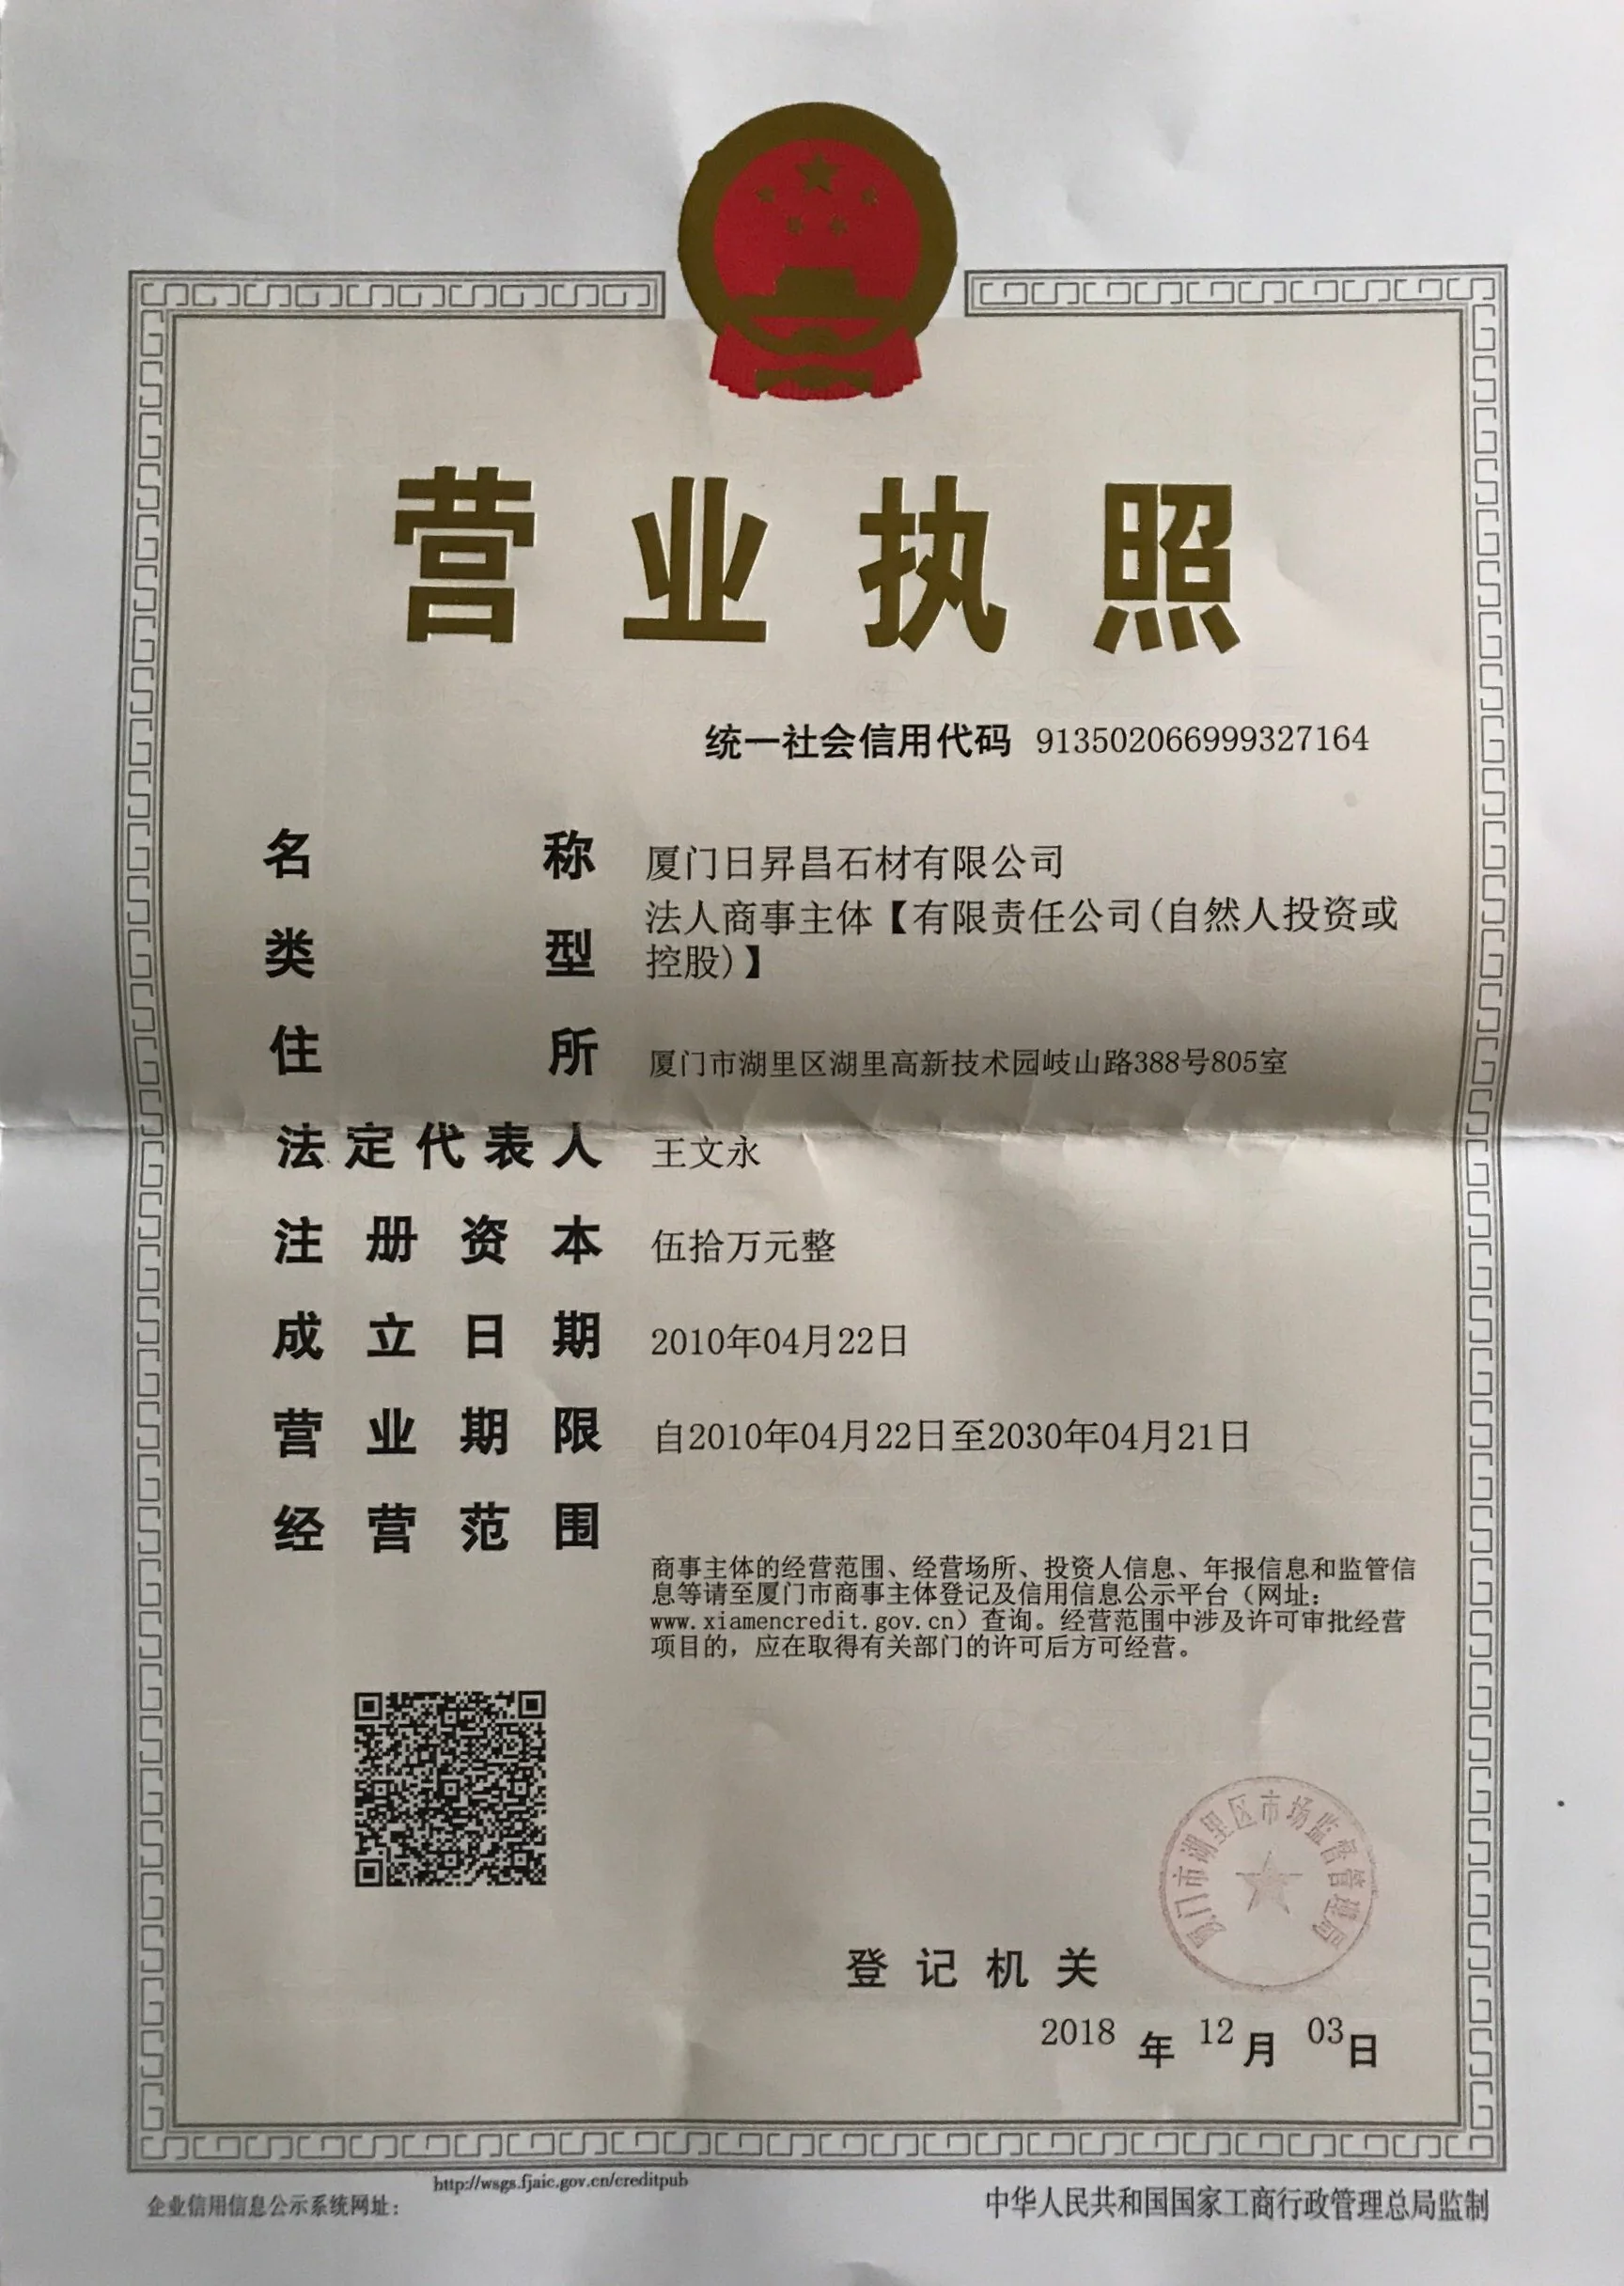 营业执照
统一社会信用代码 913502066999327164
名称 厦门日昇昌石材有限公司
类型 法人商事主体【有限责任公司(自然人投资或
控股)】
住所 厦门市湖里区湖里高新技术园岐山路388号805室
法定代表人 王文永
注册资本 伍拾万元整
成立日期 2010年04月22日
营业期限 自2010年04月22日至2030年04月21日
经营范围
商事主体的经营范围、经营场所、投资人信息、年报信息和监管信
息等请至厦门市商事主体登记及信用信息公示平台（网址：
www.xiamencredit.gov.cn）查询。经营范围中涉及许可审批经营
项目的，应在取得有关部门的许可后方可经营。
厦门市湖里区市场监督管理局
登记机关
2018年12月03日
http://wsgs.fjaic.gov.cn/creditpub
企业信用信息公示系统网址：
中华人民共和国国家工商行政管理总局监制